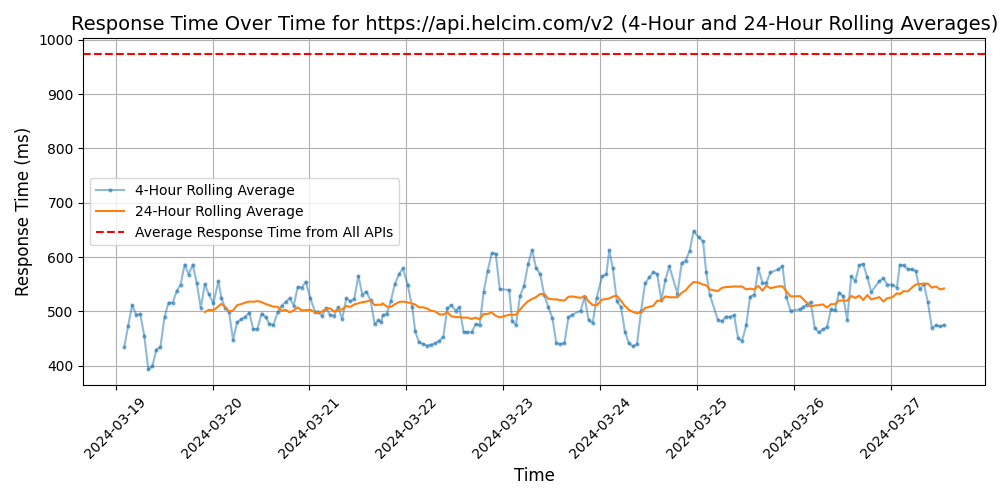 Response Time Over Time for https://api.helcim.com/v2 (4-Hour and 24-Hour Rolling Averages)
Response Time (ms)
1000
900
800
700
600
500
400
4-Hour Rolling Average
24-Hour Rolling Average
Average Response Time from All APIs
2024-03-19
2024-03-20
2024-03-21
2024-03-22
2024-03-23
2024-03-24
2024-03-25
2024-03-26
2024-03-27
Time